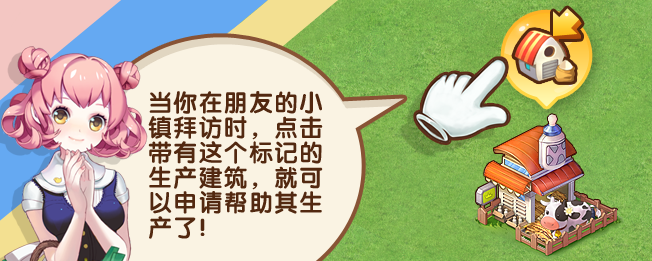 当你在朋友的小
镇拜访时，点击
带有这个标记的
生产建筑，就可
以申请帮助其生
产了!